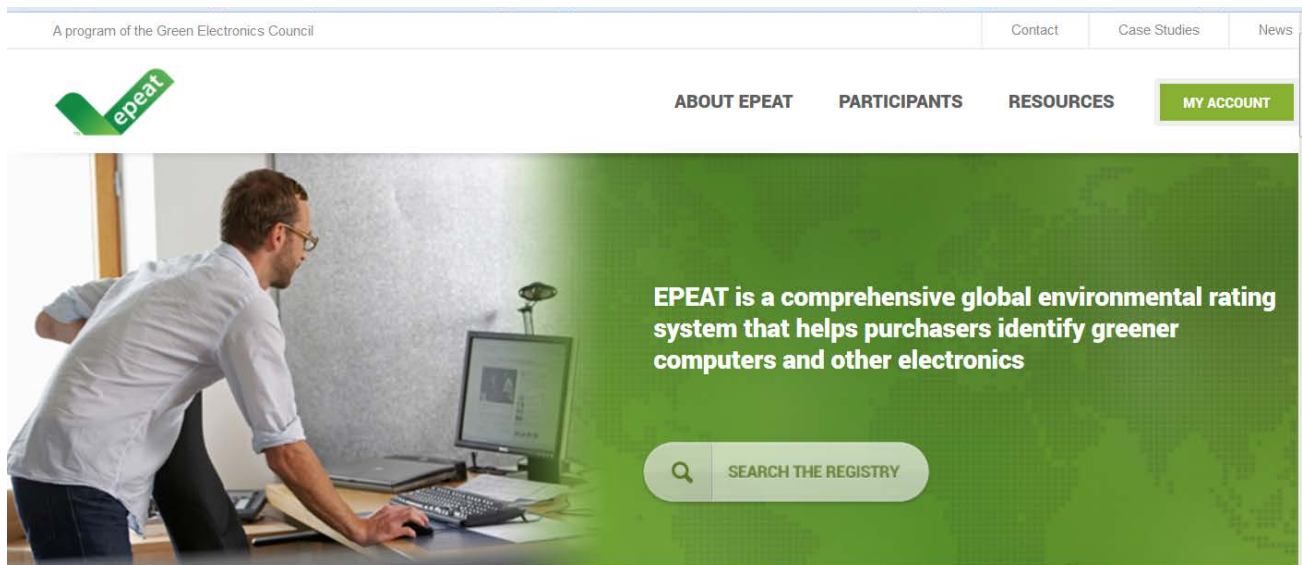 A program of the Green Electronics Council
Contact
Case Studies
News
epeat
ABOUT EPEAT
PARTICIPANTS
RESOURCES
MY ACCOUNT
EPEAT is a comprehensive global environmental rating
system that helps purchasers identify greener
computers and other electronics
SEARCH THE REGISTRY